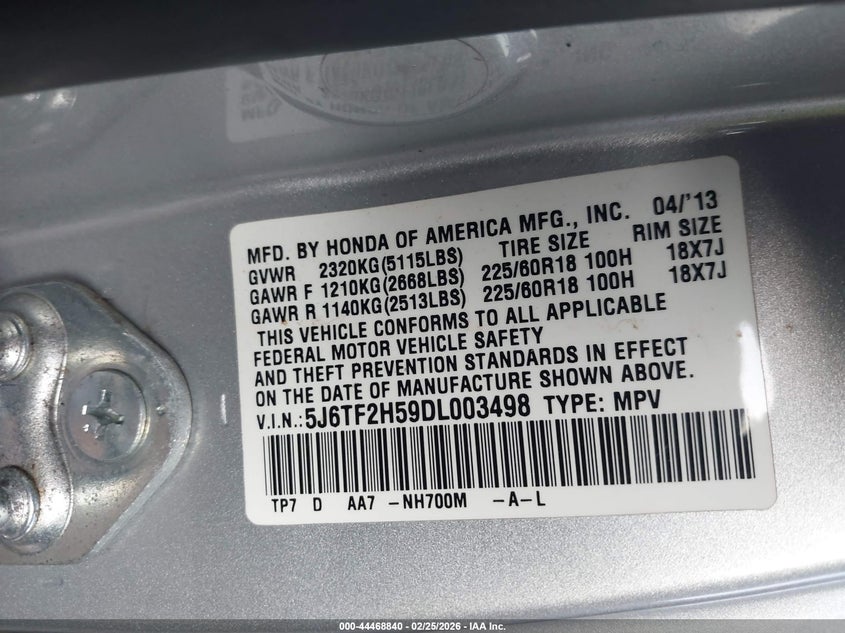 MFD. BY HONDA OF AMERICA MFG., INC. 04/'13
GVWR 2320KG(5115LBS) TIRE SIZE RIM SIZE
GAWR F 1210KG(2668LBS) 225/60R18 100H 18X7J
GAWR R 1140KG(2513LBS) 225/60R18 100H 18X7J
THIS VEHICLE CONFORMS TO ALL APPLICABLE
FEDERAL MOTOR VEHICLE SAFETY
AND THEFT PREVENTION STANDARDS IN EFFECT
ON THE DATE OF MANUFACTURE SHOWN ABOVE.
V.I.N.: 5J6TF2H59DL003498 TYPE: MPV
TP7 D AA7 -NH700M -A-L
000-44468840 - 02/25/2026 - IAA Inc.